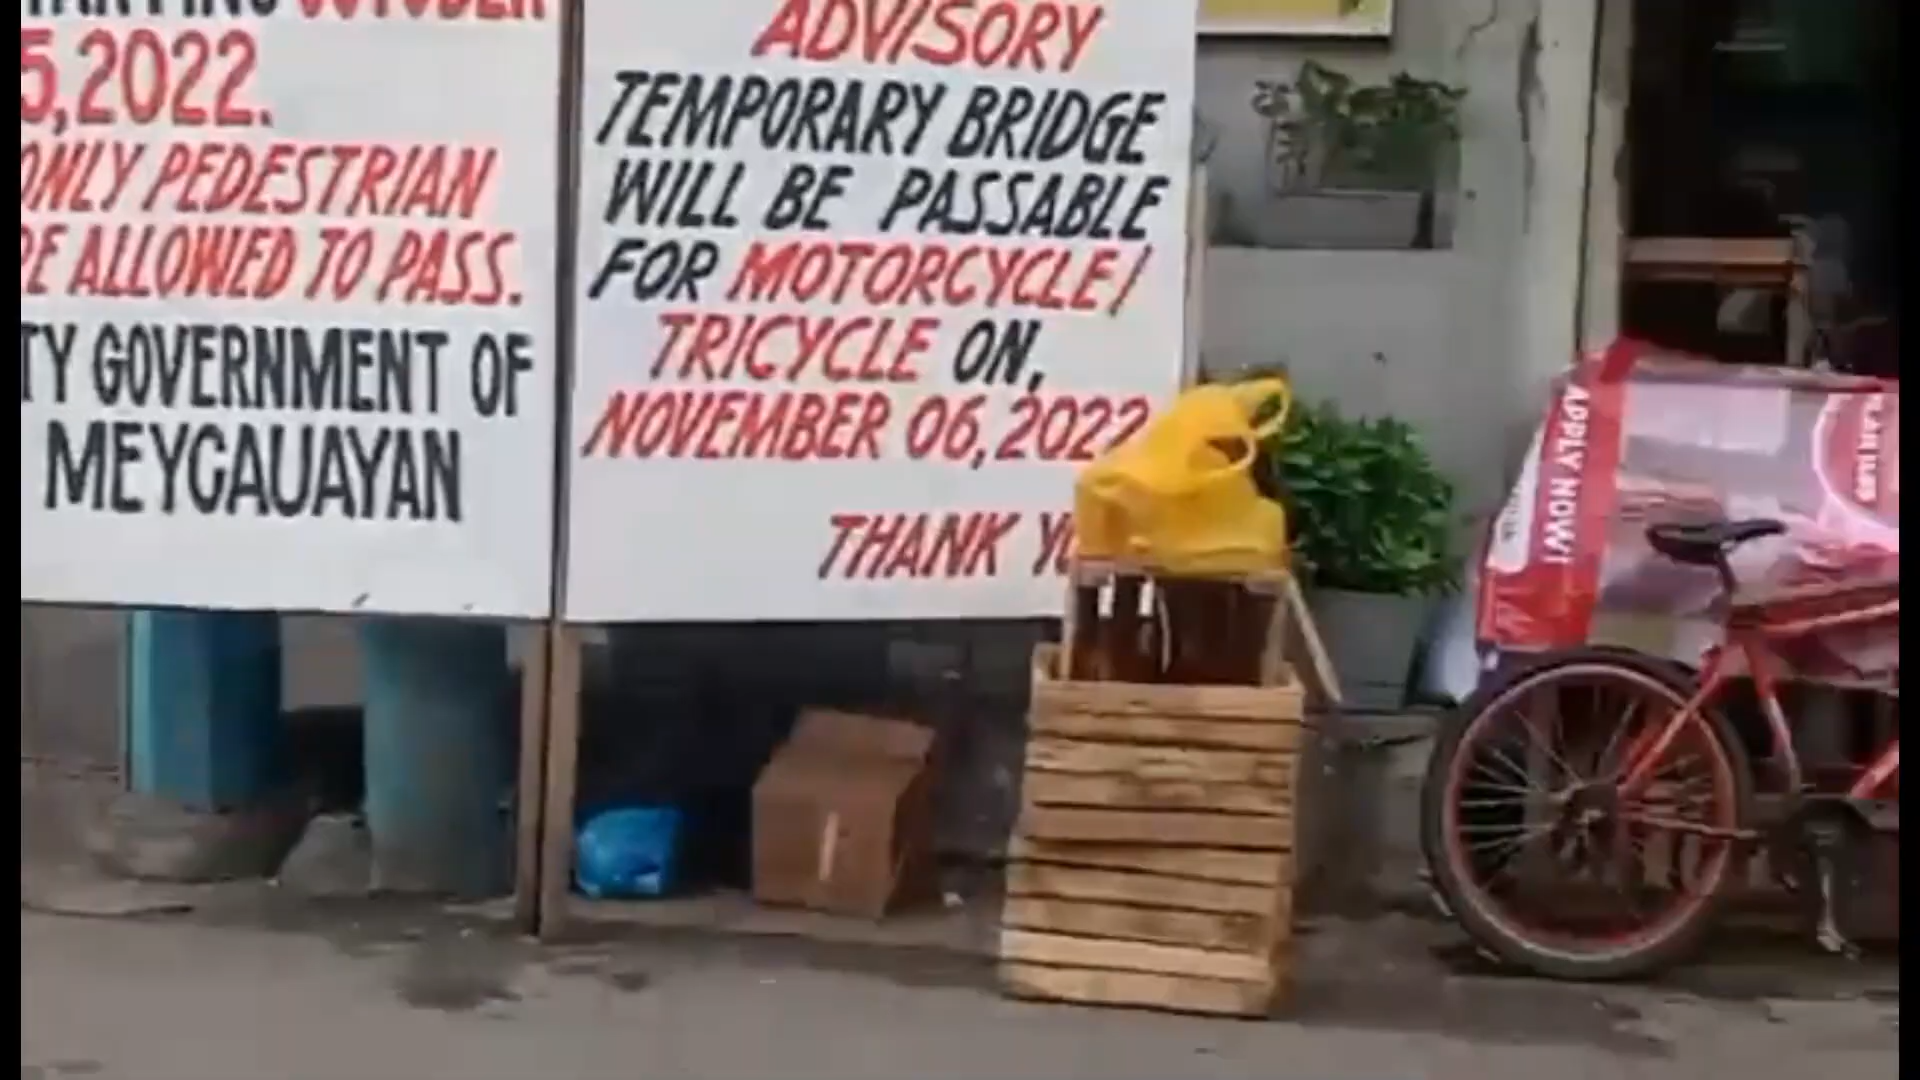 OCTOBER
5,2022.
ONLY PEDESTRIAN
ALLOWED TO PASS.
GOVERNMENT OF
MEYCAUAYAN
ADVISORY
TEMPORARY BRIDGE
WILL BE PASSABLE
FOR MOTORCYCLE/
TRICYCLE ON,
NOVEMBER 06,2022
THANK
APPLY NOW!